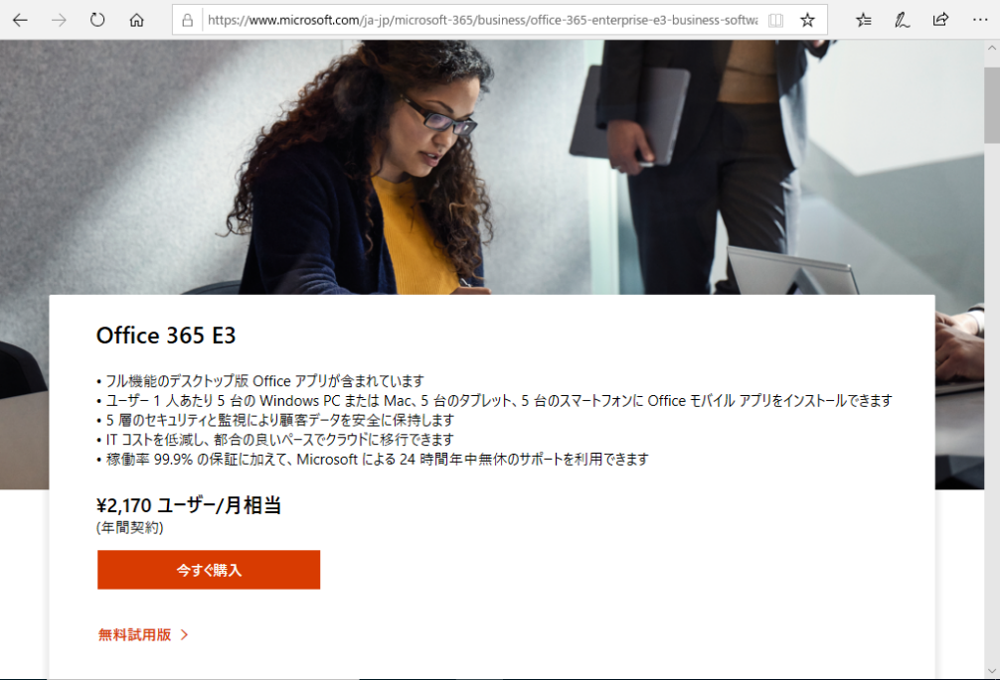 https://www.microsoft.com/ja-jp/microsoft-365/business/office-365-enterprise-e3-business-softwa
Office 365 E3
• フル機能のデスクトップ版 Office アプリが含まれています
• ユーザー 1 人あたり 5 台の Windows PC または Mac、5 台のタブレット、5 台のスマートフォンに Office モバイル アプリをインストールできます
• 5 層のセキュリティと監視により顧客データを安全に保持します
• IT コストを低減し、都合の良いペースでクラウドに移行できます
• 稼働率 99.9% の保証に加えて、Microsoft による 24 時間年中無休のサポートを利用できます
¥2,170 ユーザー/月相当
(年間契約)
今すぐ購入
無料試用版 >